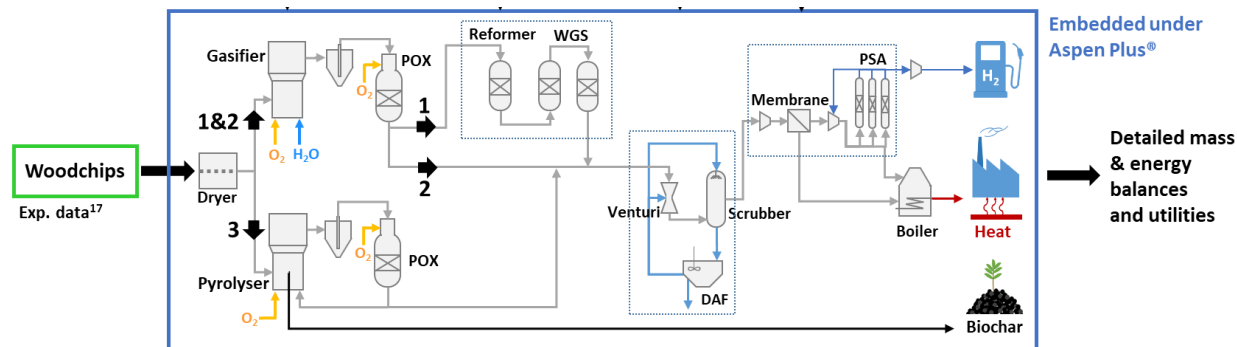 Embedded under
Aspen Plus®
Reformer
WGS
Gasifier
POX
O₂
PSA
H₂
1
Membrane
1&2
O₂
H₂O
Detailed mass
& energy
balances
and utilities
Woodchips
2
Dryer
Exp. data¹⁷
Venturi
Scrubber
3
Boiler
Heat
O₂
POX
Pyrolyser
DAF
O₂
Biochar